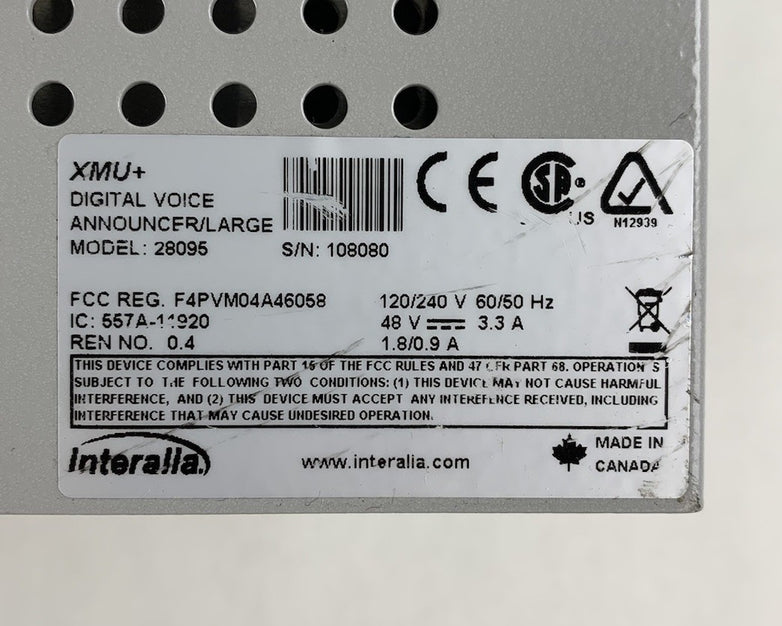 XMU+
DIGITAL VOICE
ANNOUNCER/LARGE
MODEL: 28095
S/N: 108080
CE
SA
US
N12939
FCC REG. F4PVM04A46058
IC: 557A-11920
REN NO. 0.4
120/240 V 60/50 Hz
48 V 3.3 A
1.8/0.9 A
THIS DEVICE COMPLIES WITH PART 15 OF THE FCC RULES AND 47 CFR PART 68. OPERATION IS
SUBJECT TO THE FOLLOWING TWO CONDITIONS: (1) THIS DEVICE MAY NOT CAUSE HARMFUL
INTERFERENCE, AND (2) THIS DEVICE MUST ACCEPT ANY INTEREFENCE RECEIVED, INCLUDING
INTERFERENCE THAT MAY CAUSE UNDESIRED OPERATION.
Interalia
www.interalia.com
MADE IN
CANADA